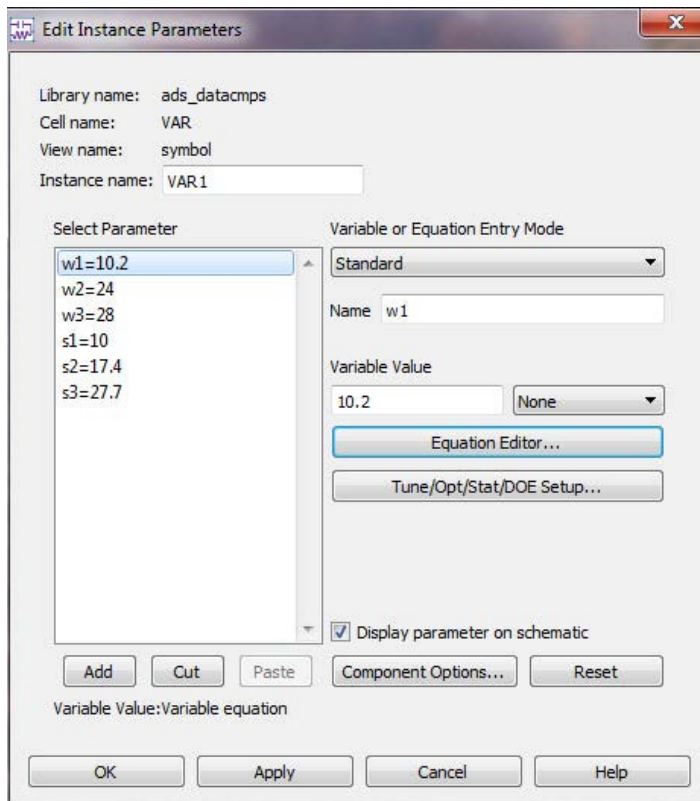 Edit Instance Parameters
x
Library name: ads_datacmps
Cell name: VAR
View name: symbol
Instance name: VAR1
Select Parameter
w1=10.2
w2=24
w3=28
s1=10
s2=17.4
s3=27.7
Variable or Equation Entry Mode
Standard
Name w1
Variable Value
10.2 None
Equation Editor...
Tune/Opt/Stat/DOE Setup...
Display parameter on schematic
Add Cut Paste Component Options... Reset
Variable Value:Variable equation
OK Apply Cancel Help